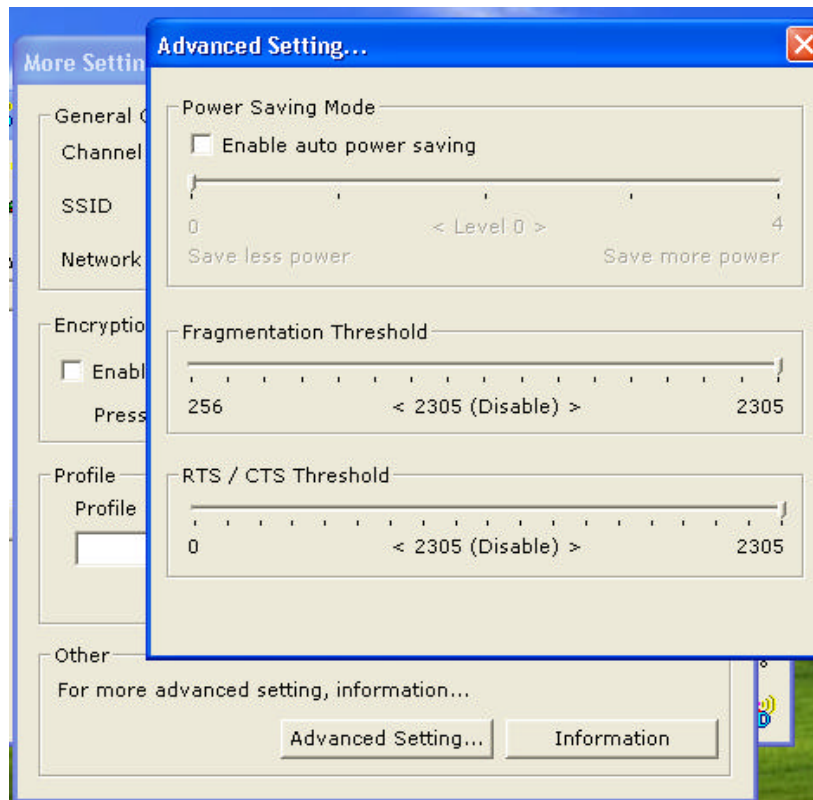 More Settin
Advanced Setting...
General
Channel
SSID
Network
Encryptio
Enabl
Press
Profile
Profile
Power Saving Mode
Enable auto power saving
0 < Level 0 > 4
Save less power Save more power
Fragmentation Threshold
256 < 2305 (Disable) > 2305
RTS / CTS Threshold
0 < 2305 (Disable) > 2305
Other
For more advanced setting, information...
Advanced Setting... Information